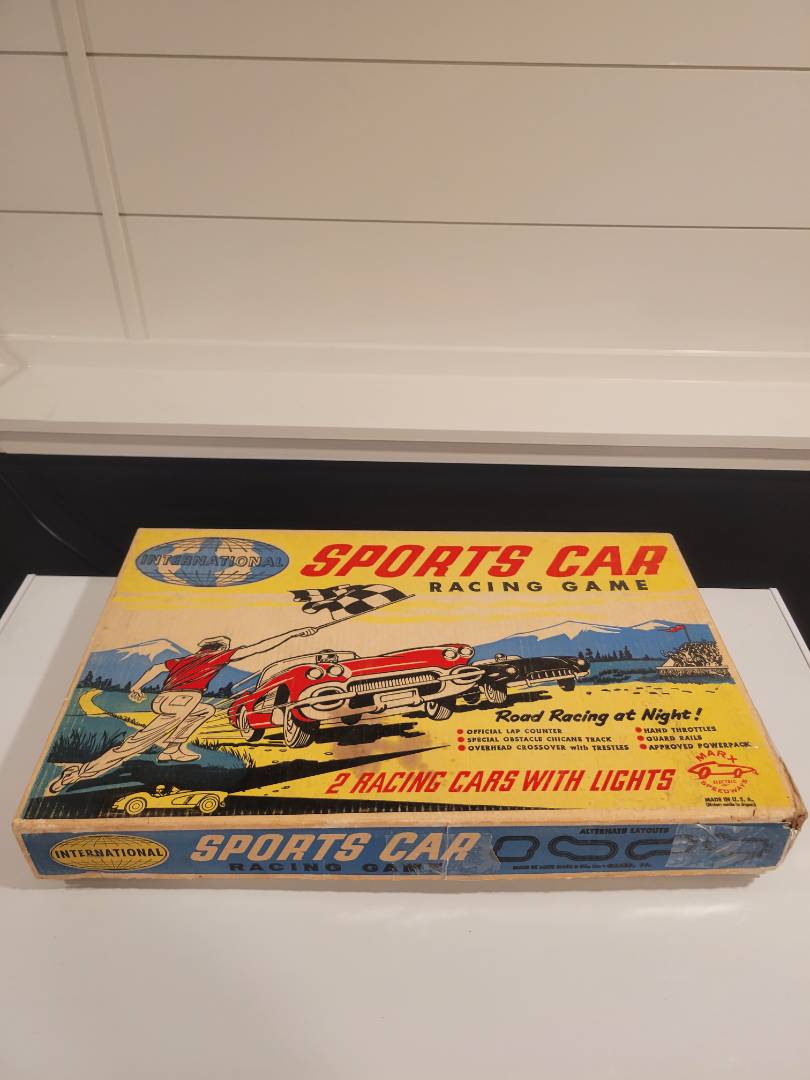 INTERNATIONAL
SPORTS CAR
RACING GAME
Road Racing at Night!
OFFICIAL LAP COUNTER
SPECIAL OBSTACLE CHICANE TRACK
OVERHEAD CROSSOVER with TRESTLES
HAND THROTTLES
GUARD RAILS
APPROVED POWERPACK
2 RACING CARS WITH LIGHTS
MARX
ELECTRIC
SPEEDWAYS
MADE IN U.S.A.
INTERNATIONAL
SPORTS CAR
RACING GAME
ALTERNATE LAYOUTS